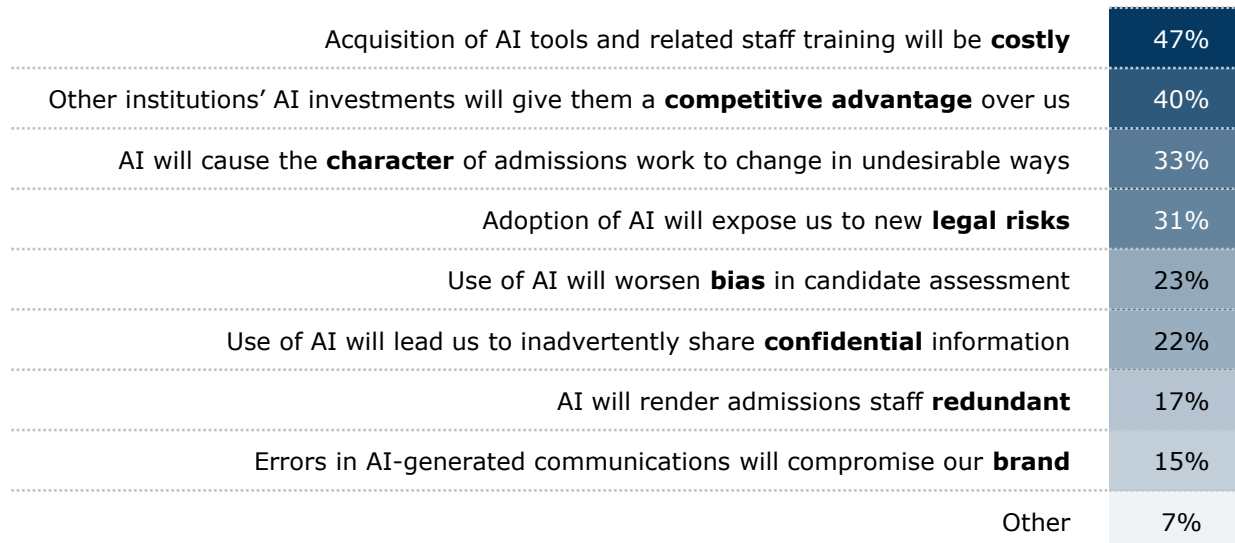 Acquisition of AI tools and related staff training will be costly 47%
Other institutions’ AI investments will give them a competitive advantage over us 40%
AI will cause the character of admissions work to change in undesirable ways 33%
Adoption of AI will expose us to new legal risks 31%
Use of AI will worsen bias in candidate assessment 23%
Use of AI will lead us to inadvertently share confidential information 22%
AI will render admissions staff redundant 17%
Errors in AI-generated communications will compromise our brand 15%
Other 7%